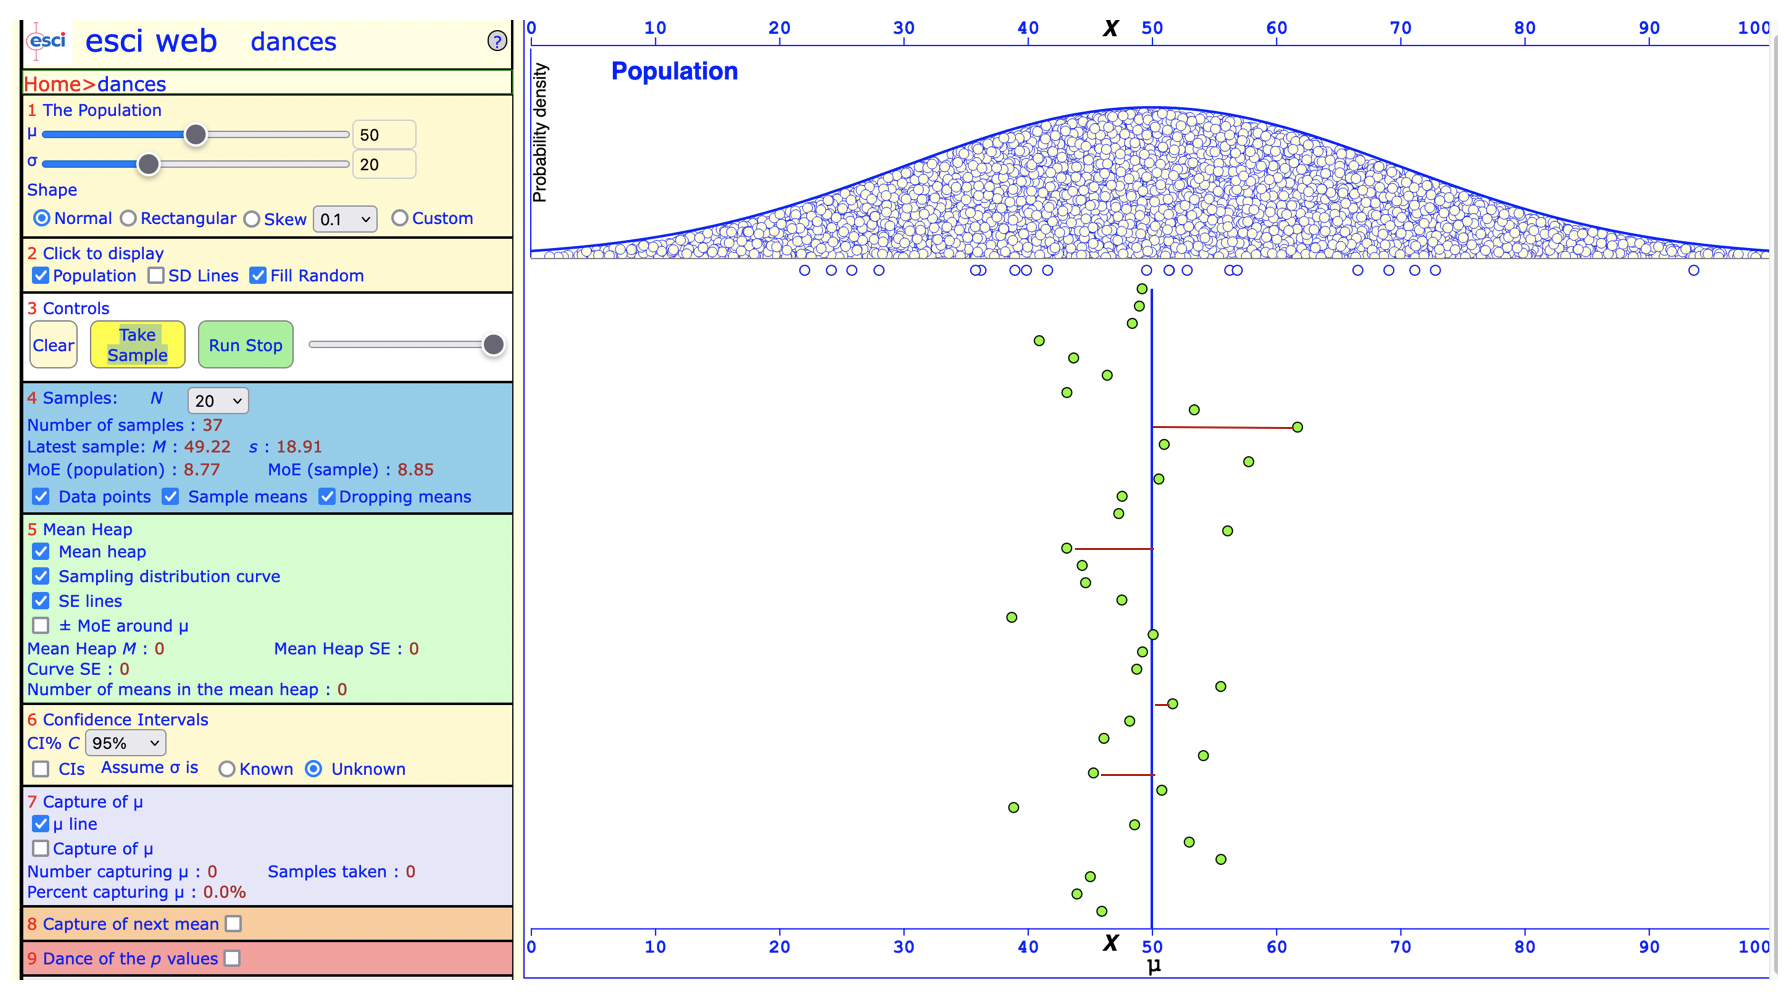 esci esci web dances ?
Home>dances
1 The Population
μ 50
σ 20
Shape
Normal Rectangular Skew 0.1 Custom
2 Click to display
Population SD Lines Fill Random
3 Controls
Clear Take Sample Run Stop
4 Samples: N 20
Number of samples : 37
Latest sample: M : 49.22 s : 18.91
MoE (population) : 8.77 MoE (sample) : 8.85
Data points Sample means Dropping means
5 Mean Heap
Mean heap
Sampling distribution curve
SE lines
± MoE around μ
Mean Heap M : 0 Mean Heap SE : 0
Curve SE : 0
Number of means in the mean heap : 0
6 Confidence Intervals
CI% C 95%
CIs Assume σ is Known Unknown
7 Capture of μ
μ line
Capture of μ
Number capturing μ : 0 Samples taken : 0
Percent capturing μ : 0.0%
8 Capture of next mean
9 Dance of the p values
0 10 20 30 40 X 50 60 70 80 90 100
Probability density
Population
0 10 20 30 40 X 50 60 70 80 90 100
μ